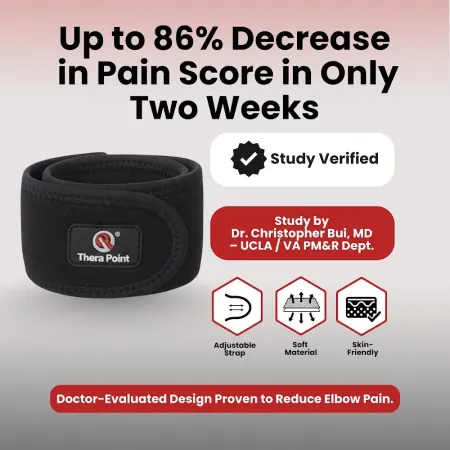 Up to 86% Decrease
in Pain Score in Only
Two Weeks
Study Verified
Study by
Dr. Christopher Bui, MD
– UCLA / VA PM&R Dept.
®
Thera Point
Adjustable
Strap
Soft
Material
Skin-
Friendly
Doctor-Evaluated Design Proven to Reduce Elbow Pain.